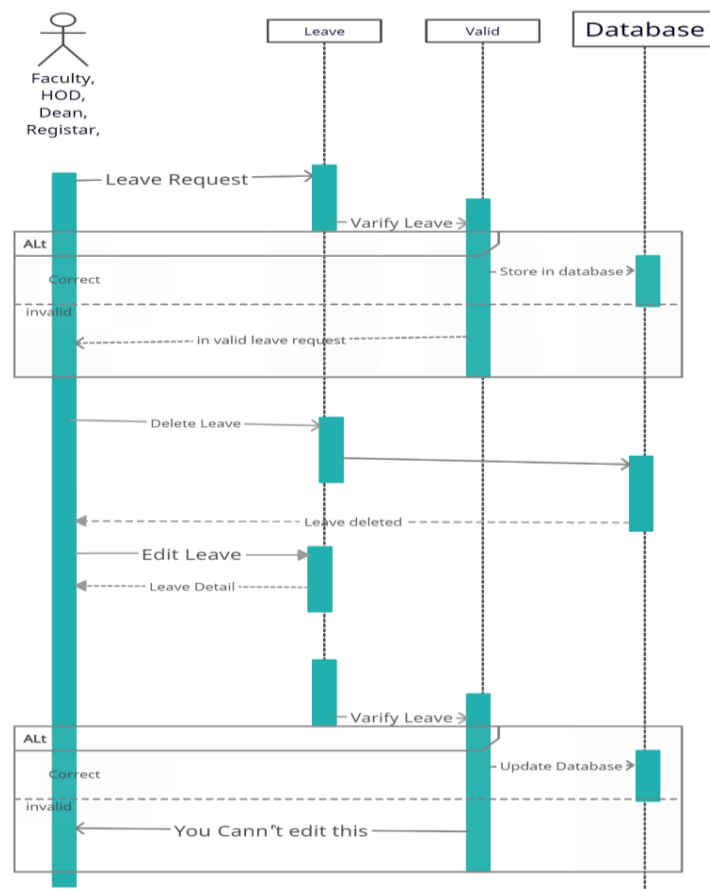 Leave
Valid
Database
Faculty,
HOD,
Dean,
Registar,
Leave Request
Varify Leave
ALt
Store in database
Correct
invalid
in valid leave request
Delete Leave
Leave deleted
Edit Leave
Leave Detail
Varify Leave
ALt
Update Database
Correct
invalid
You Cann't edit this